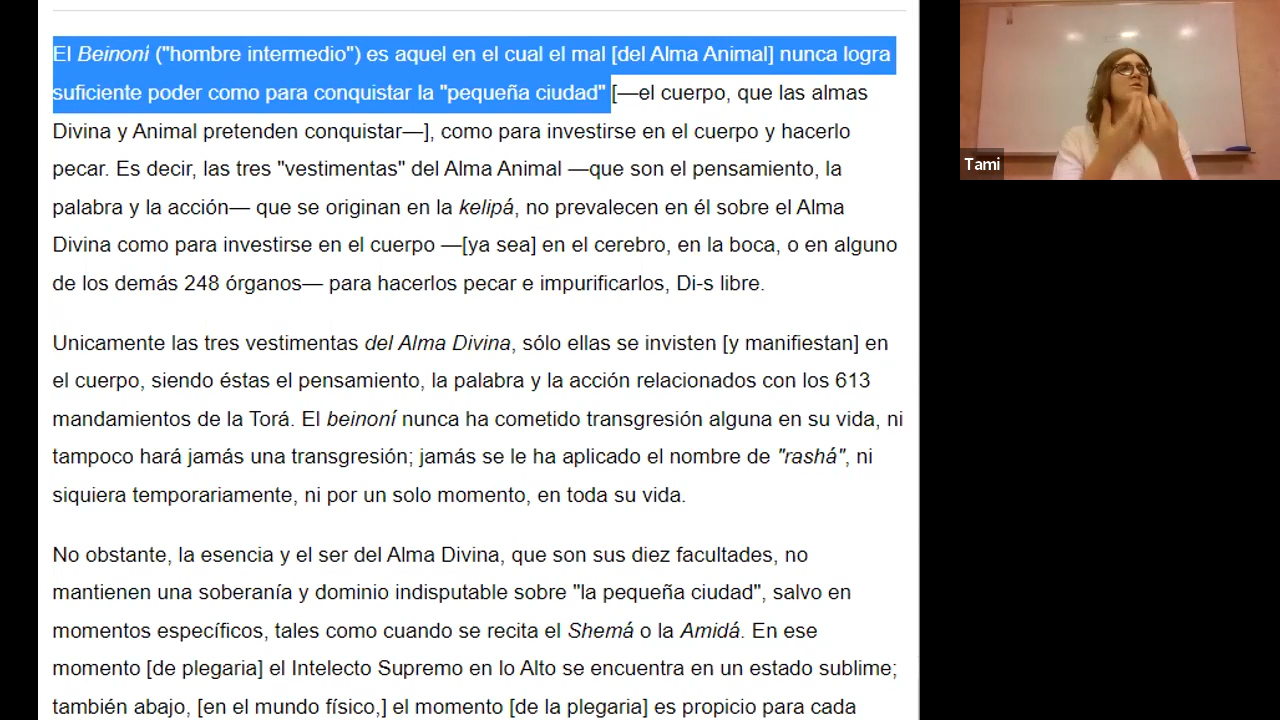 El Beinoní ("hombre intermedio") es aquel en el cual el mal [del Alma Animal] nunca logra
suficiente poder como para conquistar la "pequeña ciudad" [—el cuerpo, que las almas
Divina y Animal pretenden conquistar—], como para investirse en el cuerpo y hacerlo
pecar. Es decir, las tres "vestimentas" del Alma Animal —que son el pensamiento, la
palabra y la acción— que se originan en la kelipá, no prevalecen en él sobre el Alma
Divina como para investirse en el cuerpo —[ya sea] en el cerebro, en la boca, o en alguno
de los demás 248 órganos— para hacerlos pecar e impurificarlos, Di-s libre.
Unicamente las tres vestimentas del Alma Divina, sólo ellas se invisten [y manifiestan] en
el cuerpo, siendo éstas el pensamiento, la palabra y la acción relacionados con los 613
mandamientos de la Torá. El beinoní nunca ha cometido transgresión alguna en su vida, ni
tampoco hará jamás una transgresión; jamás se le ha aplicado el nombre de "rashá", ni
siquiera temporariamente, ni por un solo momento, en toda su vida.
No obstante, la esencia y el ser del Alma Divina, que son sus diez facultades, no
mantienen una soberanía y dominio indisputable sobre "la pequeña ciudad", salvo en
momentos específicos, tales como cuando se recita el Shemá o la Amidá. En ese
momento [de plegaria] el Intelecto Supremo en lo Alto se encuentra en un estado sublime;
también abajo, [en el mundo físico,] el momento [de la plegaria] es propicio para cada
Tami